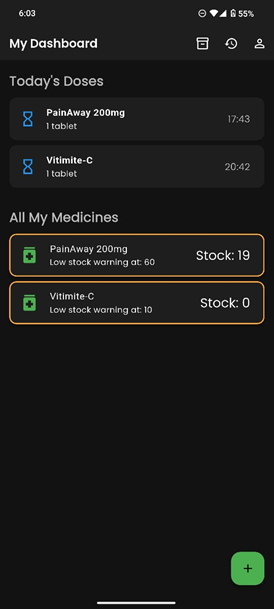 6:03
55%
My Dashboard
Today's Doses
PainAway 200mg
1 tablet
17:43
Vitimite-C
1 tablet
20:42
All My Medicines
PainAway 200mg
Low stock warning at: 60
Stock: 19
Vitimite-C
Low stock warning at: 10
Stock: 0
+